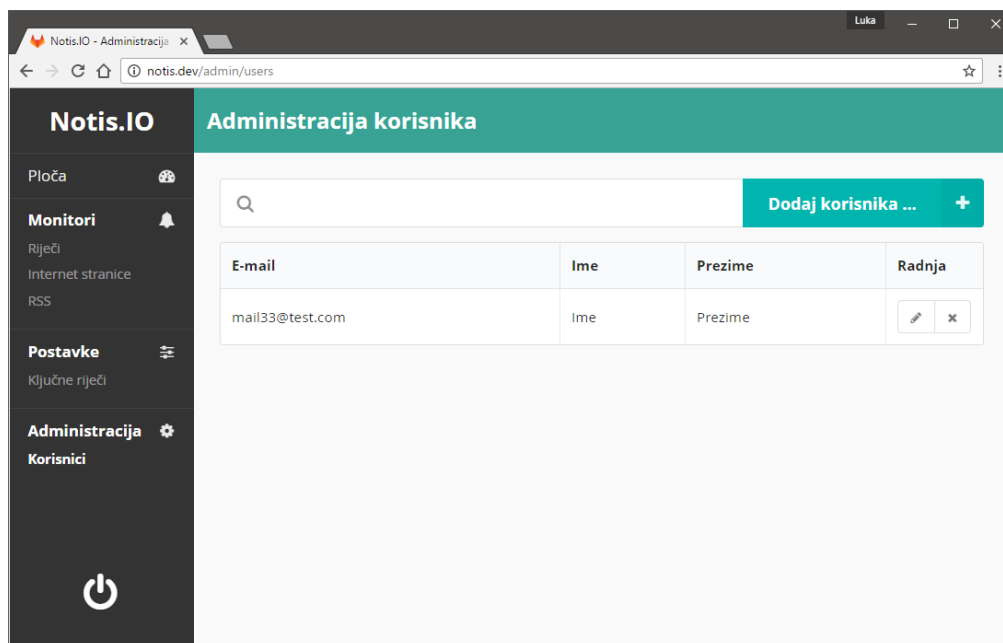 Luka
Notis.IO - Administracija
notis.dev/admin/users
Notis.IO
Administracija korisnika
Ploča
Monitori
Riječi
Internet stranice
RSS
Postavke
Ključne riječi
Administracija
Korisnici
Dodaj korisnika ... +
E-mail Ime Prezime Radnja
mail33@test.com Ime Prezime